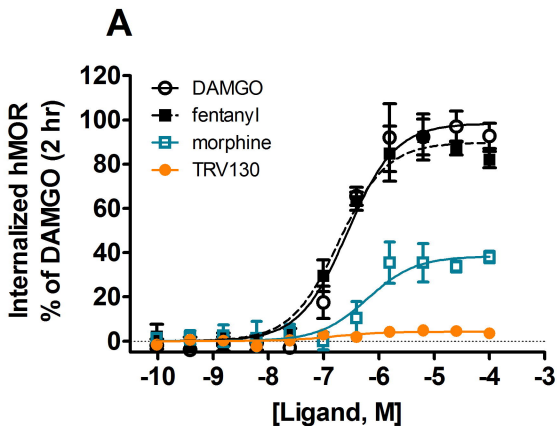 A
120
100
80
60
40
20
0
DAMGO
fentanyl
morphine
TRV130
Internalized hMOR
% of DAMGO (2 hr)
-10 -9 -8 -7 -6 -5 -4 -3
[Ligand, M]